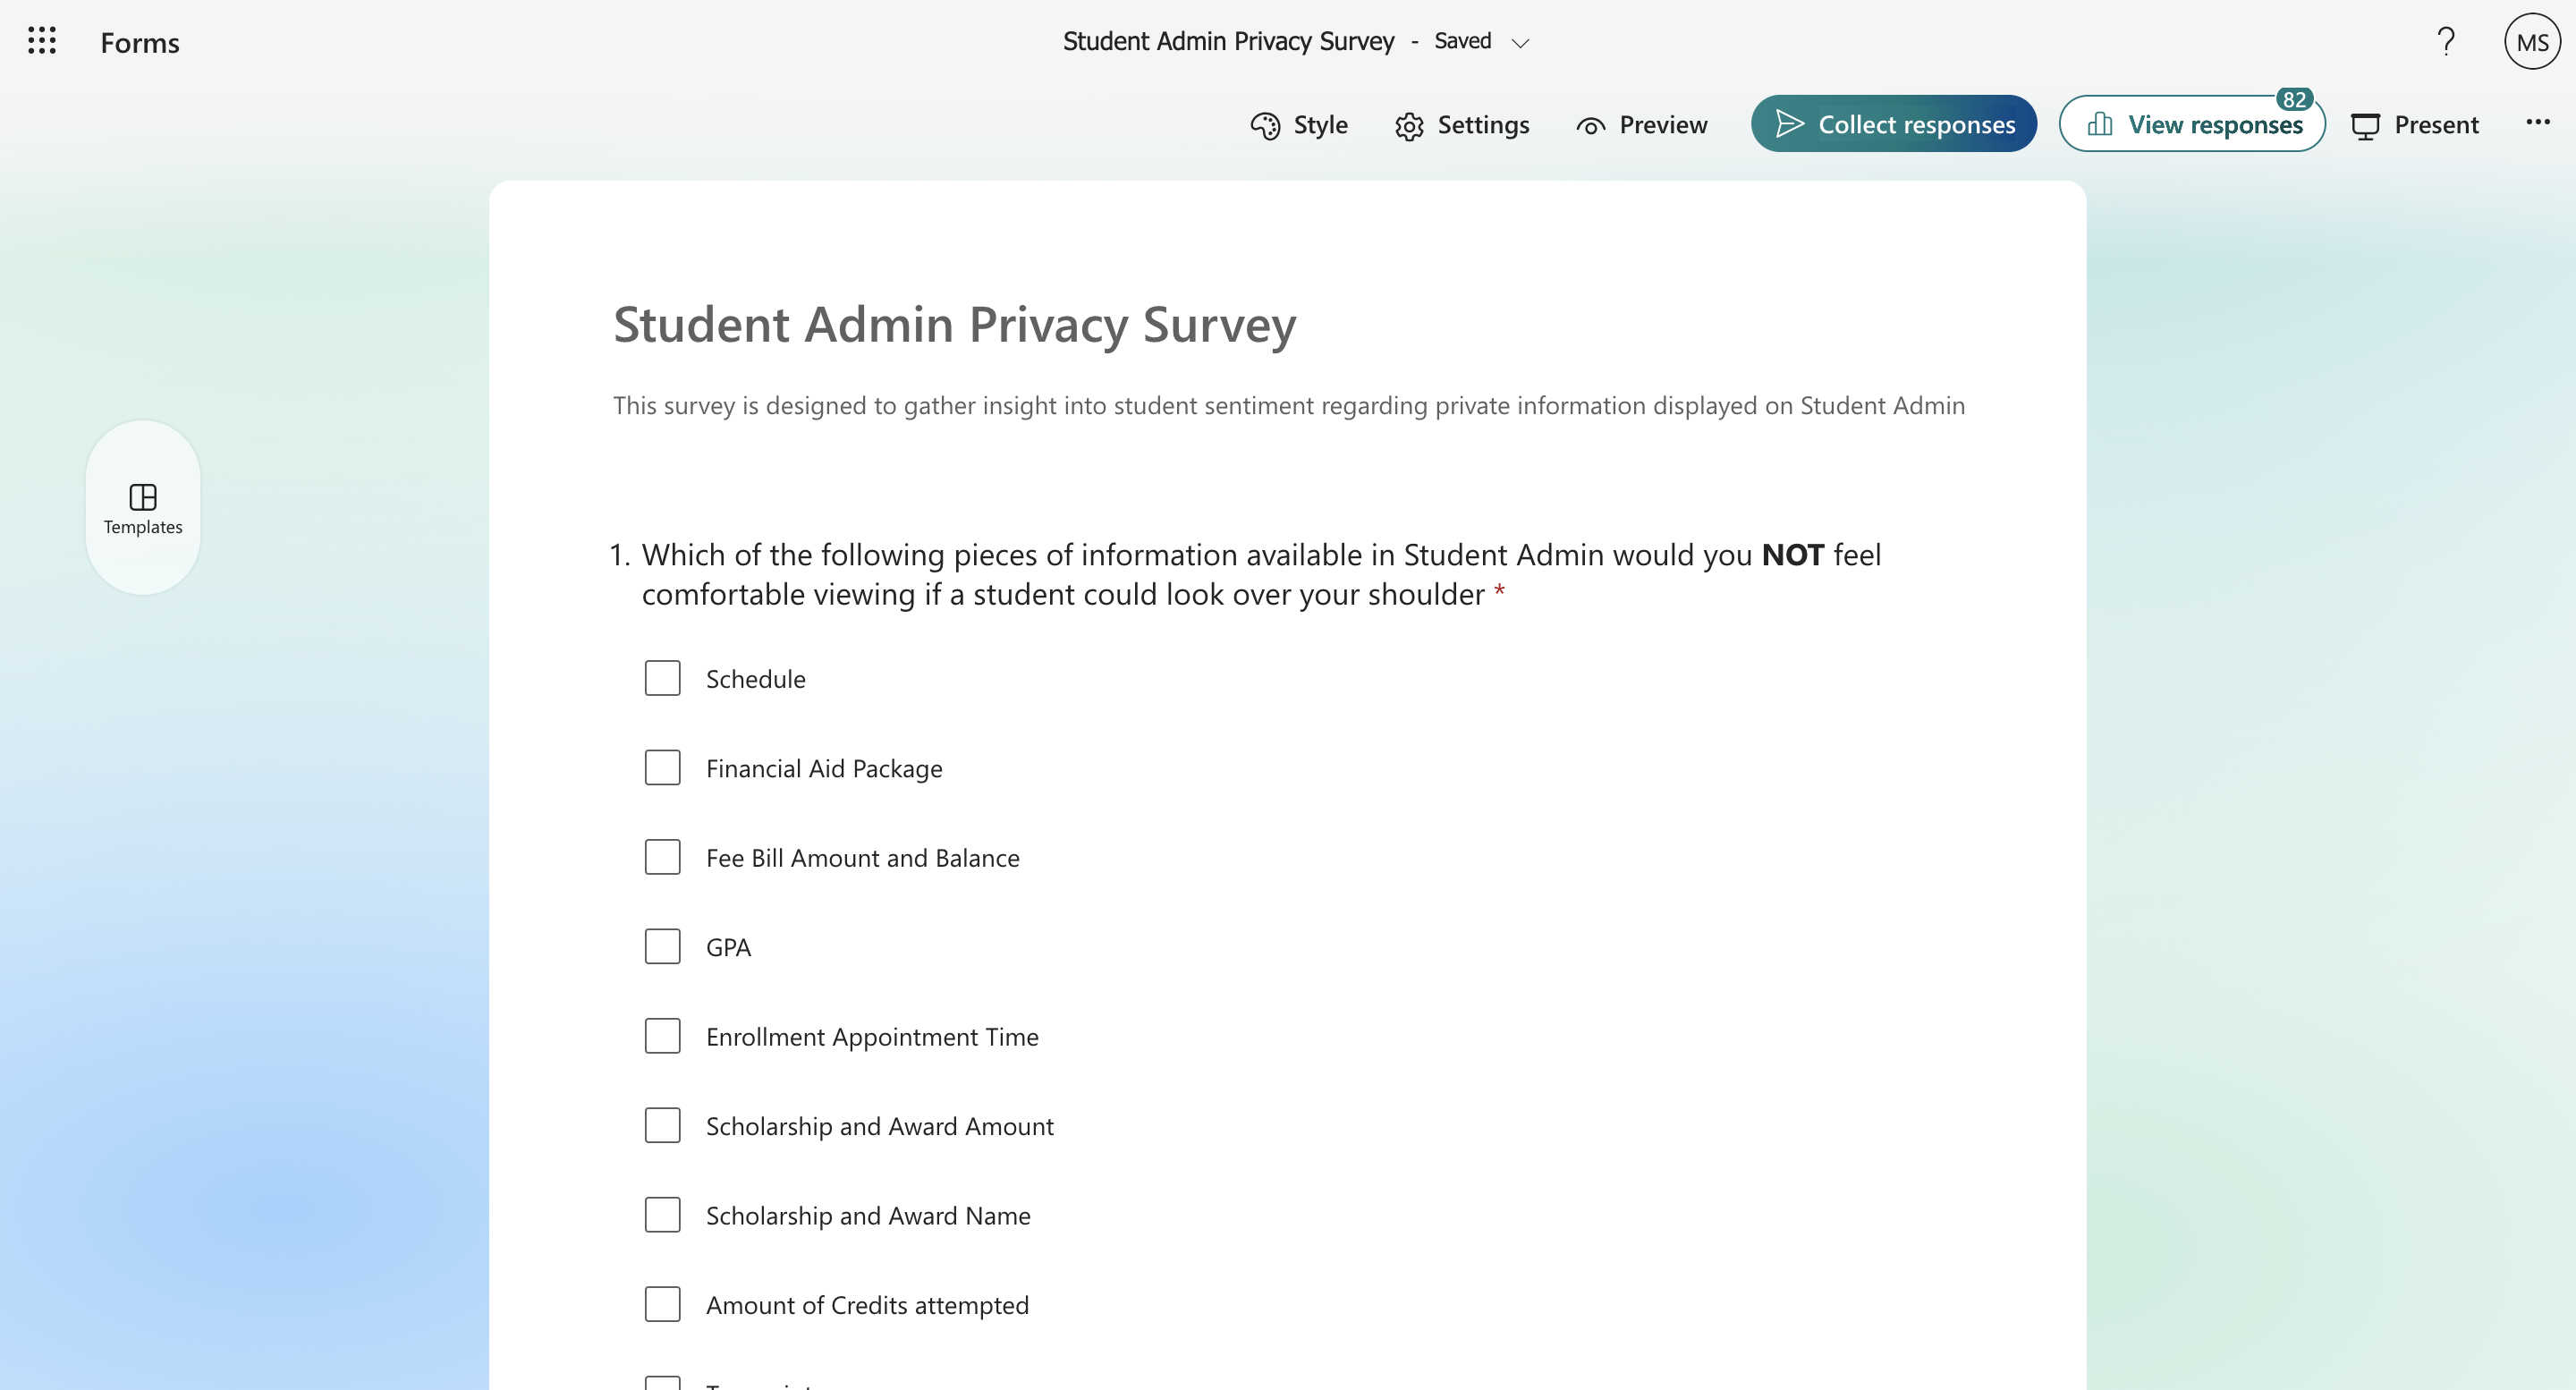 Forms
Student Admin Privacy Survey - Saved
?
MS
Style
Settings
Preview
Collect responses
View responses
82
Present
Templates
Student Admin Privacy Survey
This survey is designed to gather insight into student sentiment regarding private information displayed on Student Admin
1. Which of the following pieces of information available in Student Admin would you NOT feel
comfortable viewing if a student could look over your shoulder *
Schedule
Financial Aid Package
Fee Bill Amount and Balance
GPA
Enrollment Appointment Time
Scholarship and Award Amount
Scholarship and Award Name
Amount of Credits attempted